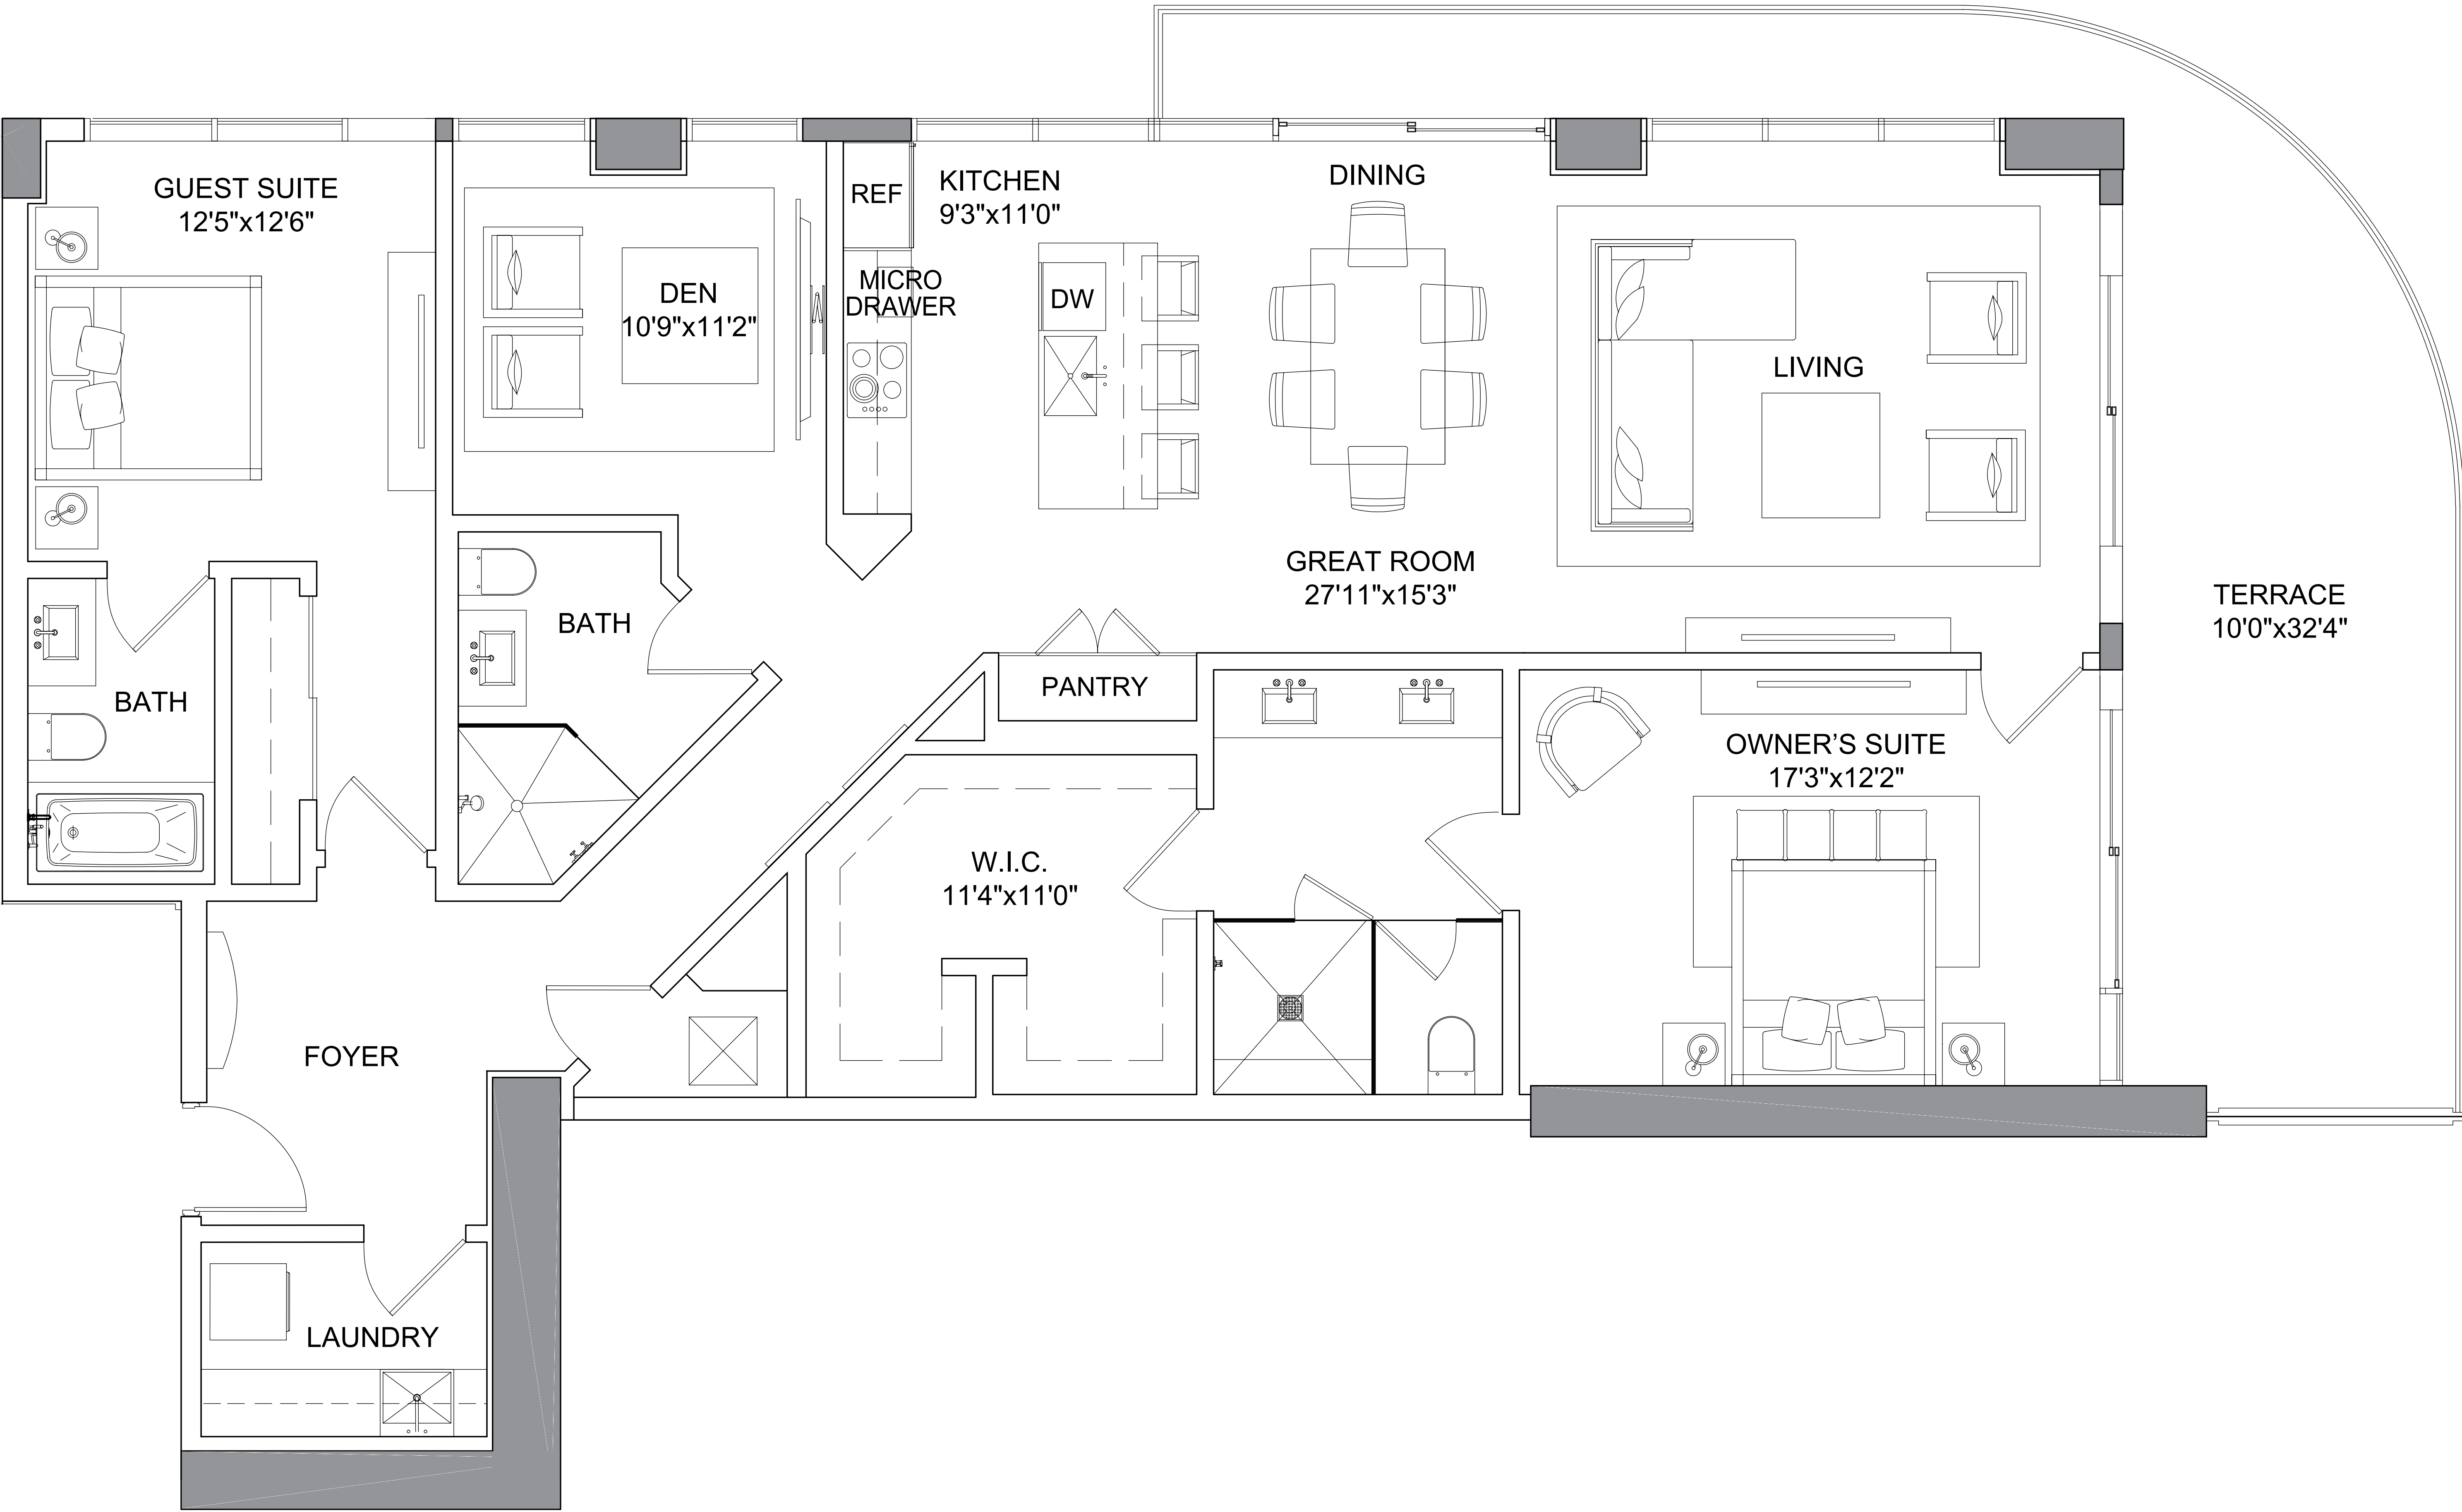 GUEST SUITE
12'5"x12'6"
DEN
10'9"x11'2"
REF
MICRO
DRAWER
KITCHEN
9'3"x11'0"
DW
DINING
LIVING
GREAT ROOM
27'11"x15'3"
TERRACE
10'0"x32'4"
BATH
BATH
PANTRY
OWNER’S SUITE
17'3"x12'2"
W.I.C.
11'4"x11'0"
FOYER
LAUNDRY